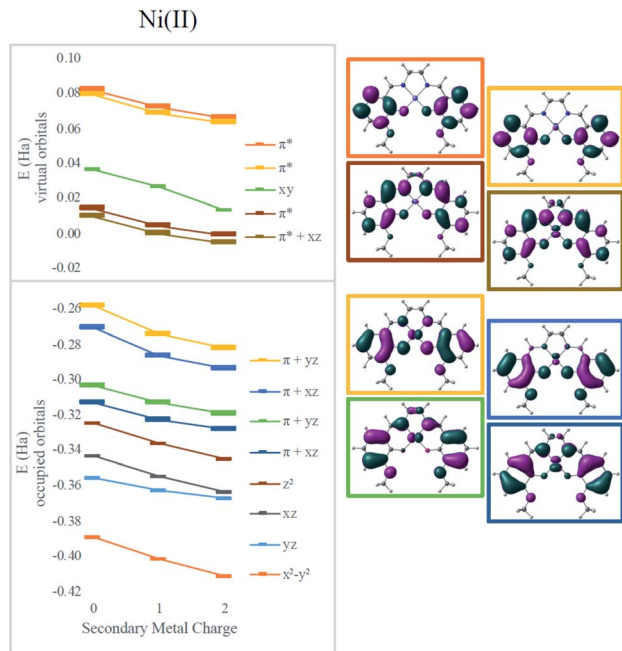 Ni(II)
0.10
0.08
0.06
0.04
0.02
0.00
-0.02
E (Ha)
virtual orbitals
π*
π*
xy
π*
π* + xz
-0.26
-0.28
-0.30
-0.32
-0.34
-0.36
-0.38
-0.40
-0.42
E (Ha)
occupied orbitals
π + yz
π + xz
π + yz
π + xz
z²
xz
yz
x²-y²
0 1 2
Secondary Metal Charge